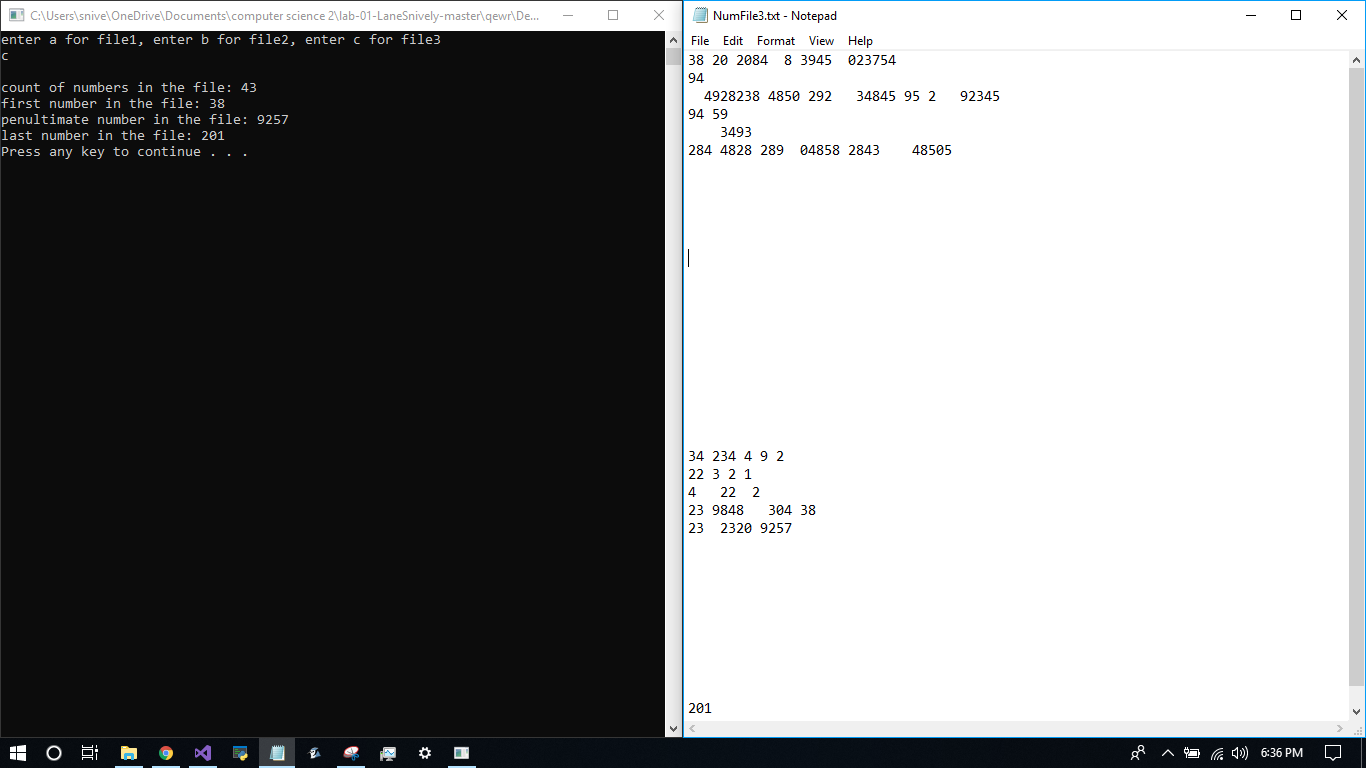 C:\Users\snive\OneDrive\Documents\computer science 2\lab-01-LaneSnively-master\qewr\De...
enter a for file1, enter b for file2, enter c for file3
c
count of numbers in the file: 43
first number in the file: 38
penultimate number in the file: 9257
last number in the file: 201
Press any key to continue . . .
NumFile3.txt - Notepad
File Edit Format View Help
38 20 2084  8 3945  023754
94
  4928238 4850 292   34845 95 2   92345
94 59
    3493
284 4828 289  04858 2843    48505
34 234 4 9 2
22 3 2 1
4   22  2
23 9848   304 38
23  2320 9257
201
6:36 PM